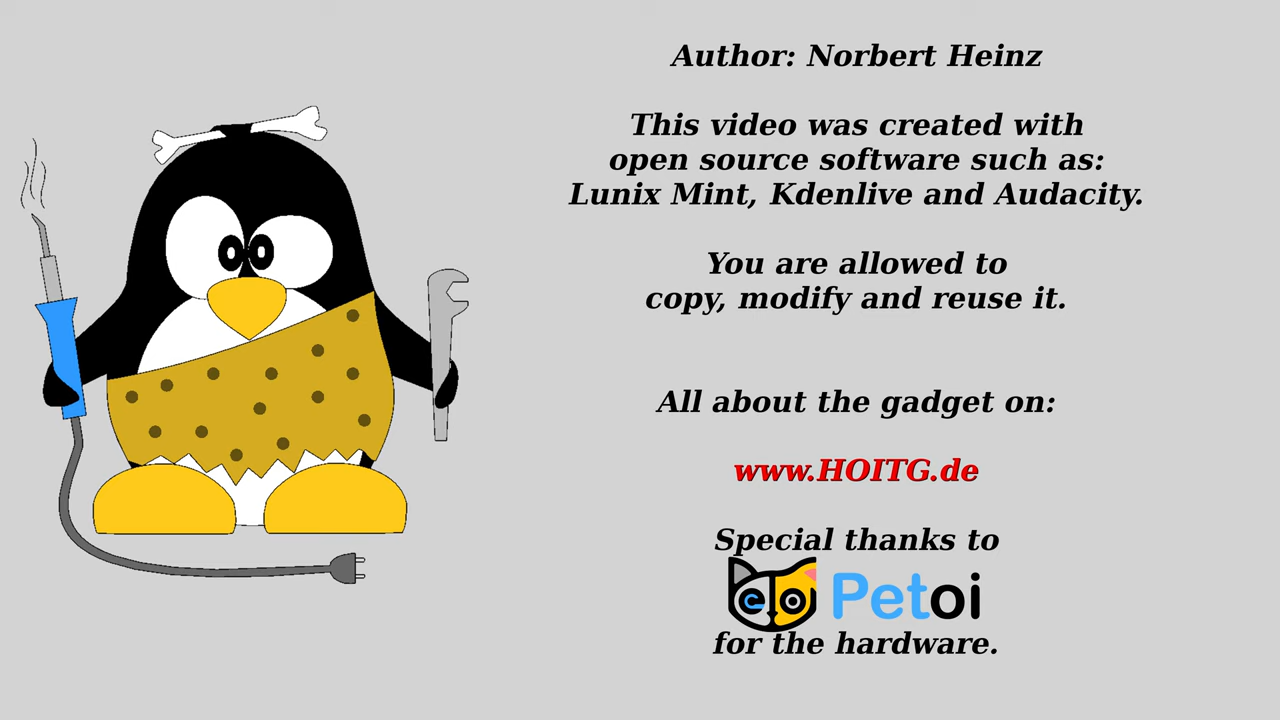 Author: Norbert Heinz
This video was created with
open source software such as:
Lunix Mint, Kdenlive and Audacity.
You are allowed to
copy, modify and reuse it.
All about the gadget on:
www.HOITG.de
Special thanks to
Petoi
for the hardware.